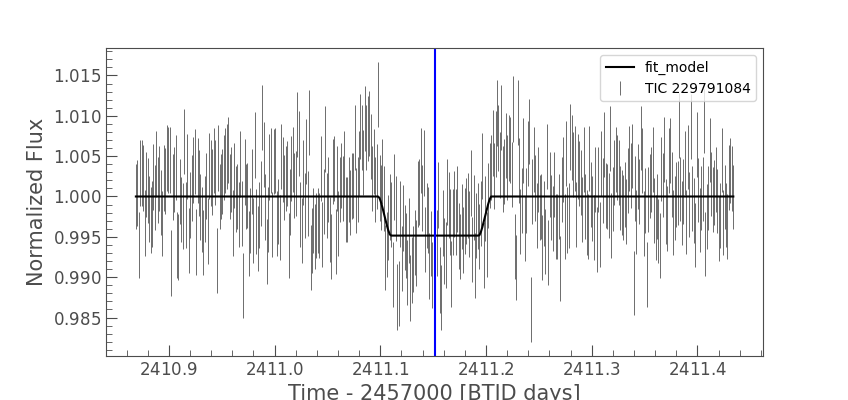 fit_model
TIC 229791084
1.015
1.010
1.005
1.000
0.995
0.990
0.985
Normalized Flux
2410.9 2411.0 2411.1 2411.2 2411.3 2411.4
Time - 2457000 [BTJD days]